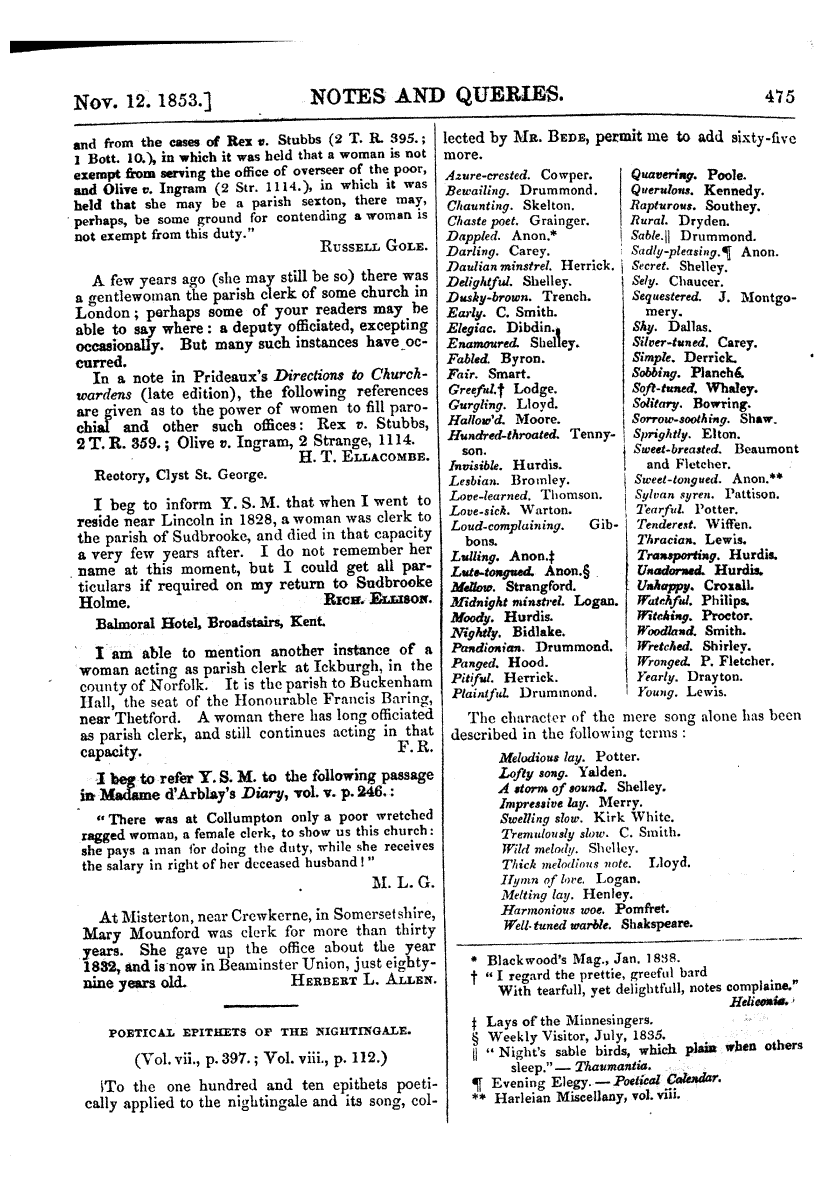 Nov. 12. 1853.] NOTES AND QUERIES. 475
and from the cases of Rex v. Stubbs (2 T. R. 395.;
1 Bott. 10.), in which it was held that a woman is not
exempt from serving the office of overseer of the poor,
and Olive v. Ingram (2 Str. 1114.), in which it was
held that she may be a parish sexton, there may,
perhaps, be some ground for contending a woman is
not exempt from this duty."
RUSSELL GOLE.
A few years ago (she may still be so) there was
a gentlewoman the parish clerk of some church in
London; perhaps some of your readers may be
able to say where: a deputy officiated, excepting
occasionally. But many such instances have oc-
curred.
In a note in Prideaux's Directions to Church-
wardens (late edition), the following references
are given as to the power of women to fill paro-
chial and other such offices: Rex v. Stubbs,
2 T. R. 359.; Olive v. Ingram, 2 Strange, 1114.
H. T. ELLACOMBE.
Rectory, Clyst St. George.
I beg to inform Y. S. M. that when I went to
reside near Lincoln in 1828, a woman was clerk to
the parish of Sudbrooke, and died in that capacity
a very few years after. I do not remember her
name at this moment, but I could get all par-
ticulars if required on my return to Sudbrooke
Holme. RICH. ELLISON.
Balmoral Hotel, Broadstairs, Kent.
I am able to mention another instance of a
woman acting as parish clerk at Ickburgh, in the
county of Norfolk. It is the parish to Buckenham
Hall, the seat of the Honourable Francis Baring,
near Thetford. A woman there has long officiated
as parish clerk, and still continues acting in that
capacity. F. R.
I beg to refer Y. S. M. to the following passage
in Madame d'Arblay's Diary, vol. v. p. 246.:
"There was at Collumpton only a poor wretched
ragged woman, a female clerk, to show us this church:
she pays a man for doing the duty, while she receives
the salary in right of her deceased husband!"
M. L. G.
At Misterton, near Crewkerne, in Somersetshire,
Mary Mounford was clerk for more than thirty
years. She gave up the office about the year
1832, and is now in Beaminster Union, just eighty-
nine years old. HERBERT L. ALLEN.
POETICAL EPITHETS OF THE NIGHTINGALE.
(Vol. vii., p. 397.; Vol. viii., p. 112.)
To the one hundred and ten epithets poeti-
cally applied to the nightingale and its song, col-
lected by MR. BEDE, permit me to add sixty-five
more.
Azure-crested. Cowper.
Bewailing. Drummond.
Chaunting. Skelton.
Chaste poet. Grainger.
Dappled. Anon.*
Darling. Carey.
Daulian minstrel. Herrick.
Delightful. Shelley.
Dusky-brown. Trench.
Early. C. Smith.
Elegiac. Dibdin.
Enamoured. Shelley.
Fabled. Byron.
Fair. Smart.
Greeful.† Lodge.
Gurgling. Lloyd.
Hallow'd. Moore.
Hundred-throated. Tenny-
son.
Invisible. Hurdis.
Lesbian. Bromley.
Love-learned. Thomson.
Love-sick. Warton.
Loud-complaining. Gib-
bons.
Lulling. Anon.‡
Lute-tongued. Anon.§
Mellow. Strangford.
Midnight minstrel. Logan.
Moody. Hurdis.
Nightly. Bidlake.
Pandionian. Drummond.
Panged. Hood.
Pitiful. Herrick.
Plaintful. Drummond.
Quavering. Poole.
Querulous. Kennedy.
Rapturous. Southey.
Rural. Dryden.
Sable.|| Drummond.
Sadly-pleasing.¶ Anon.
Secret. Shelley.
Sely. Chaucer.
Sequestered. J. Montgo-
mery.
Shy. Dallas.
Silver-tuned. Carey.
Simple. Derrick.
Sobbing. Planché.
Soft-tuned. Whaley.
Solitary. Bowring.
Sorrow-soothing. Shaw.
Sprightly. Elton.
Sweet-breasted. Beaumont
and Fletcher.
Sweet-tongued. Anon.**
Sylvan syren. Pattison.
Tearful. Potter.
Tenderest. Wiffen.
Thracian. Lewis.
Transporting. Hurdis.
Unadorned. Hurdis.
Unhappy. Croxall.
Watchful. Philips.
Witching. Proctor.
Woodland. Smith.
Wretched. Shirley.
Wronged. P. Fletcher.
Yearly. Drayton.
Young. Lewis.
The character of the mere song alone has been
described in the following terms:
Melodious lay. Potter.
Lofty song. Yalden.
A storm of sound. Shelley.
Impressive lay. Merry.
Swelling slow. Kirk White.
Tremulously slow. C. Smith.
Wild melody. Shelley.
Thick melodious note. Lloyd.
Hymn of love. Logan.
Melting lay. Henley.
Harmonious woe. Pomfret.
Well-tuned warble. Shakspeare.
* Blackwood's Mag., Jan. 1838.
† "I regard the prettie, greeful bard
With tearfull, yet delightfull, notes complaine."
Heliconia.
‡ Lays of the Minnesingers.
§ Weekly Visitor, July, 1835.
|| "Night's sable birds, which plain when others
sleep."—Thaumantia.
¶ Evening Elegy.—Poetical Calendar.
** Harleian Miscellany, vol. viii.